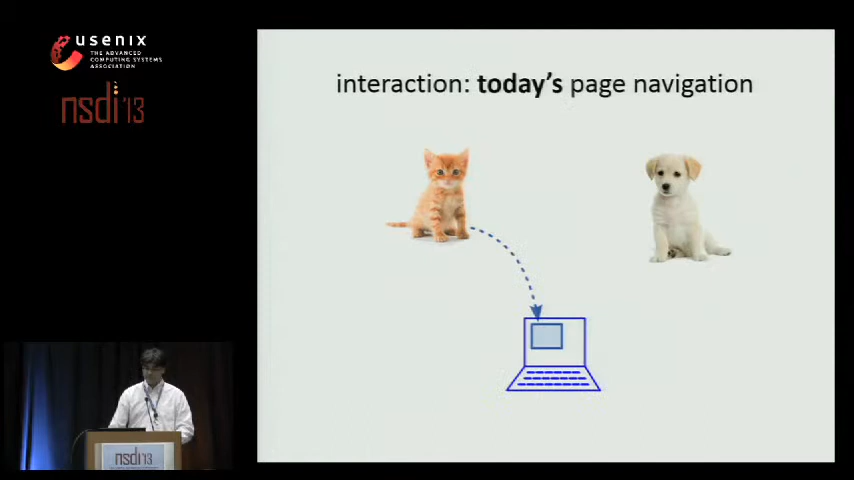 usenix
THE ADVANCED
COMPUTING SYSTEMS
ASSOCIATION
nsdi'13
interaction: today's page navigation
nsdi'13